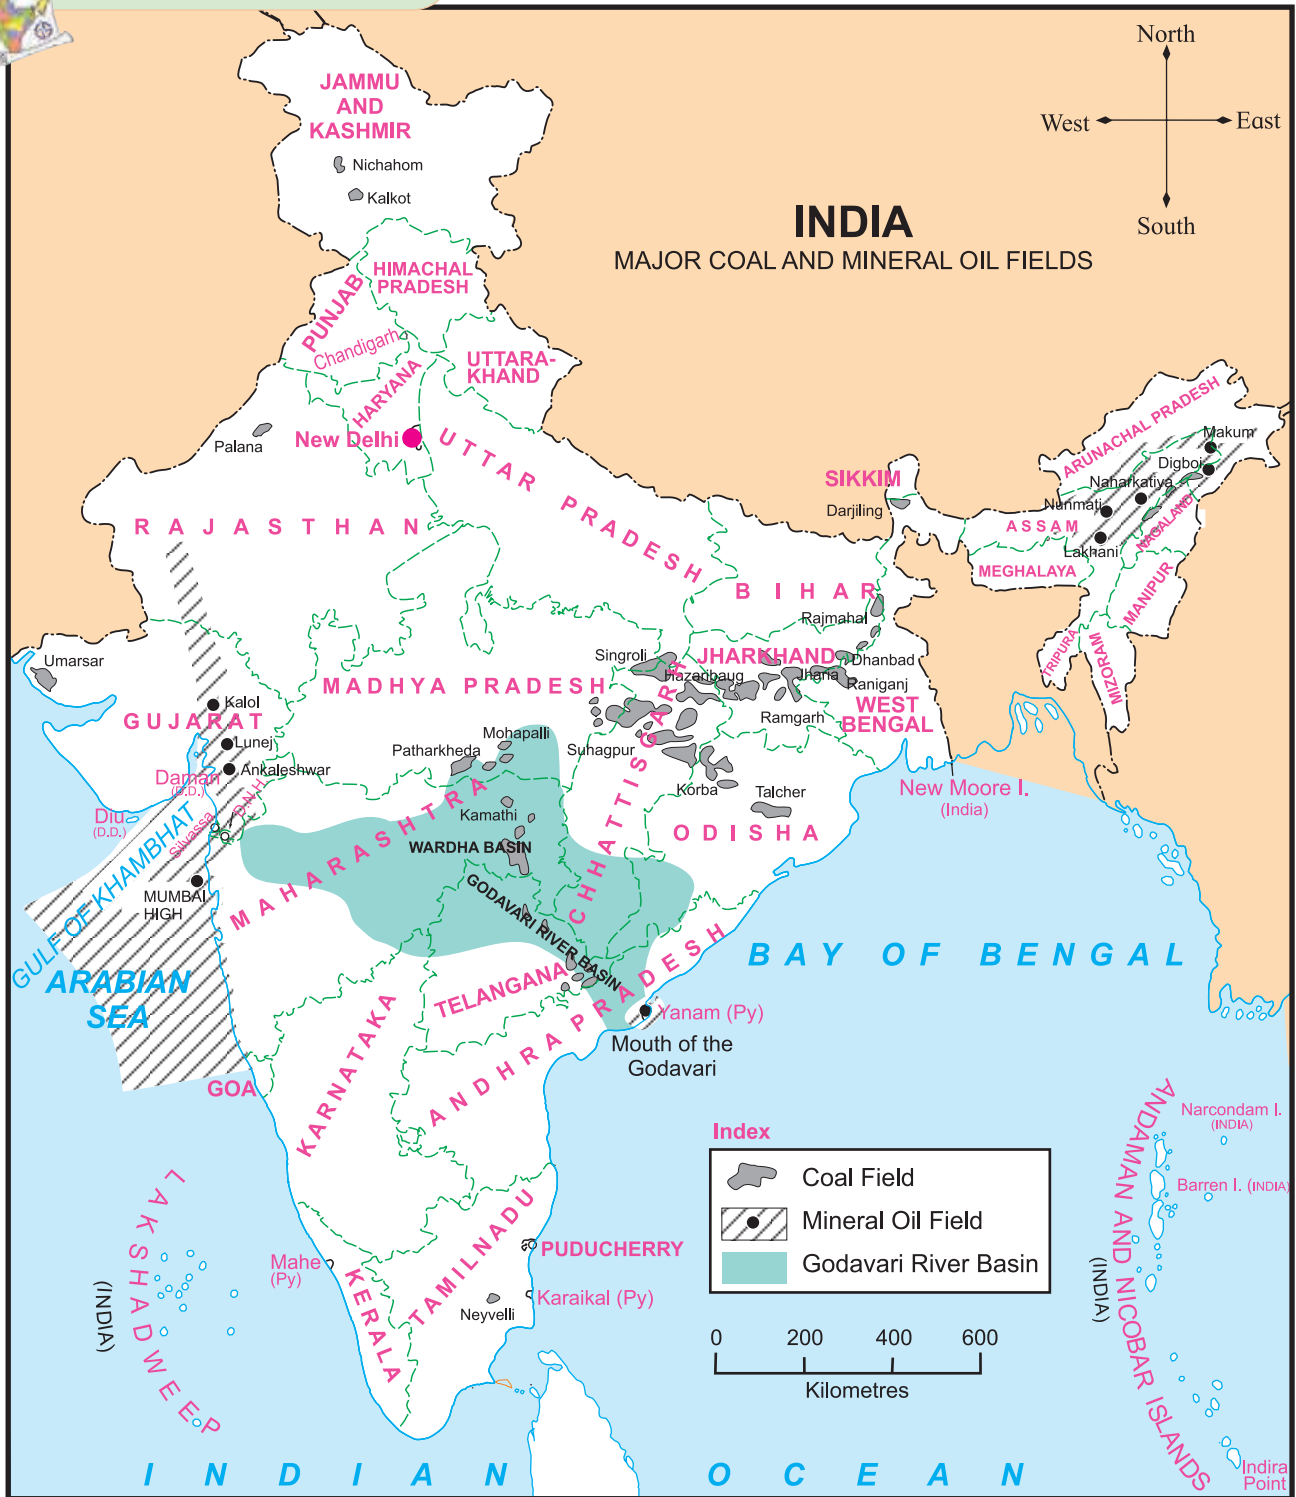 North
West
East
South
INDIA
MAJOR COAL AND MINERAL OIL FIELDS
JAMMU
AND
KASHMIR
Nichahom
Kalkot
HIMACHAL
PRADESH
PUNJAB
Chandigarh
UTTARA-
KHAND
HARYANA
New Delhi
Palana
UTTAR PRADESH
RAJASTHAN
SIKKIM
Darjiling
ARUNACHAL PRADESH
Makum
Digboi
Naharkatiya
Nunmati
ASSAM
NAGALAND
Lakhani
MEGHALAYA
MANIPUR
TRIPURA
MIZORAM
BIHAR
Rajmahal
Umarsar
Singroli
JHARKHAND
Dhanbad
Hazaribaug
Jharia
Raniganj
MADHYA PRADESH
WEST
BENGAL
Ramgarh
Kalol
GUJARAT
Lunej
Mohapalli
Patharkheda
Suhagpur
CHHATTISGARH
Ankaleshwar
Daman
(D.D.)
D.N.H
Korba
Talcher
New Moore I.
(India)
Diu
(D.D.)
Silvassa
MAHARASHTRA
Kamathi
ODISHA
WARDHA BASIN
GULF OF KHAMBHAT
MUMBAI
HIGH
GODAVARI RIVER BASIN
BAY OF BENGAL
ARABIAN
SEA
TELANGANA
ANDHRA PRADESH
Yanam (Py)
Mouth of the
Godavari
GOA
KARNATAKA
Index
Coal Field
Mineral Oil Field
Godavari River Basin
0 200 400 600
Kilometres
ANDAMAN AND NICOBAR ISLANDS
(INDIA)
Narcondam I.
(INDIA)
Barren I. (INDIA)
Indira
Point
LAKSHADWEEP
(INDIA)
Mahe
(Py)
KERALA
TAMILNADU
PUDUCHERRY
Karaikal (Py)
Neyvelli
INDIAN OCEAN